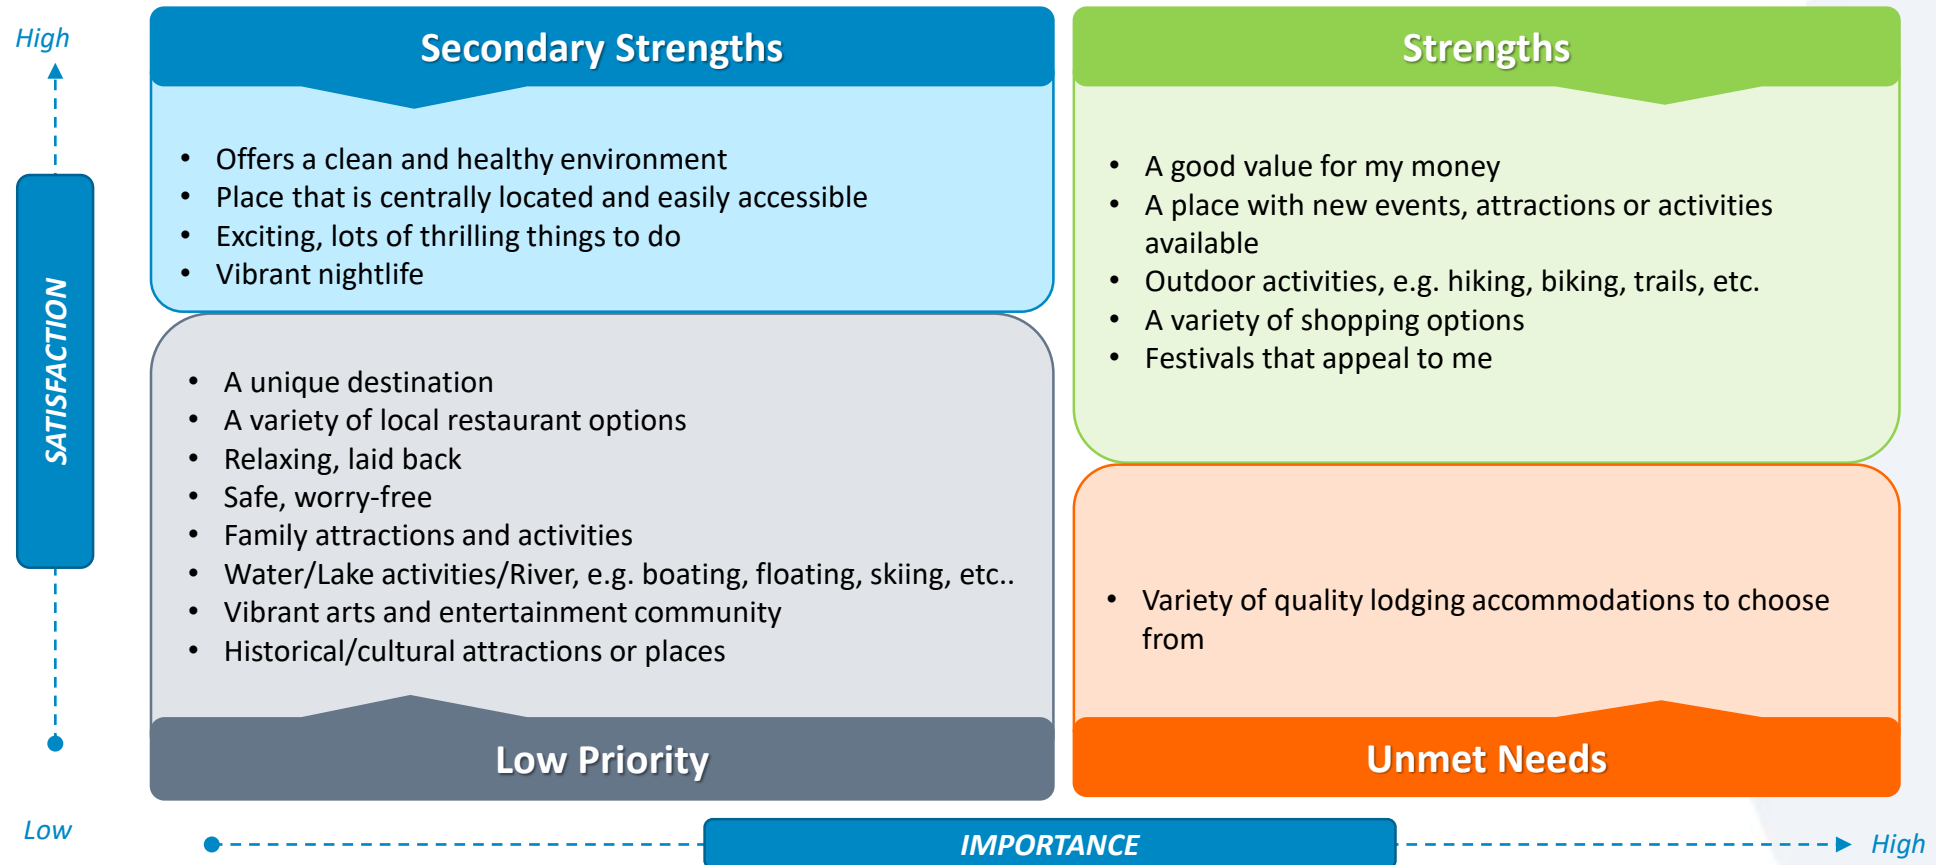 High
SATISFACTION
Low
Secondary Strengths
• Offers a clean and healthy environment
• Place that is centrally located and easily accessible
• Exciting, lots of thrilling things to do
• Vibrant nightlife
Strengths
• A good value for my money
• A place with new events, attractions or activities
available
• Outdoor activities, e.g. hiking, biking, trails, etc.
• A variety of shopping options
• Festivals that appeal to me
• A unique destination
• A variety of local restaurant options
• Relaxing, laid back
• Safe, worry-free
• Family attractions and activities
• Water/Lake activities/River, e.g. boating, floating, skiing, etc..
• Vibrant arts and entertainment community
• Historical/cultural attractions or places
Low Priority
• Variety of quality lodging accommodations to choose
from
Unmet Needs
IMPORTANCE
High